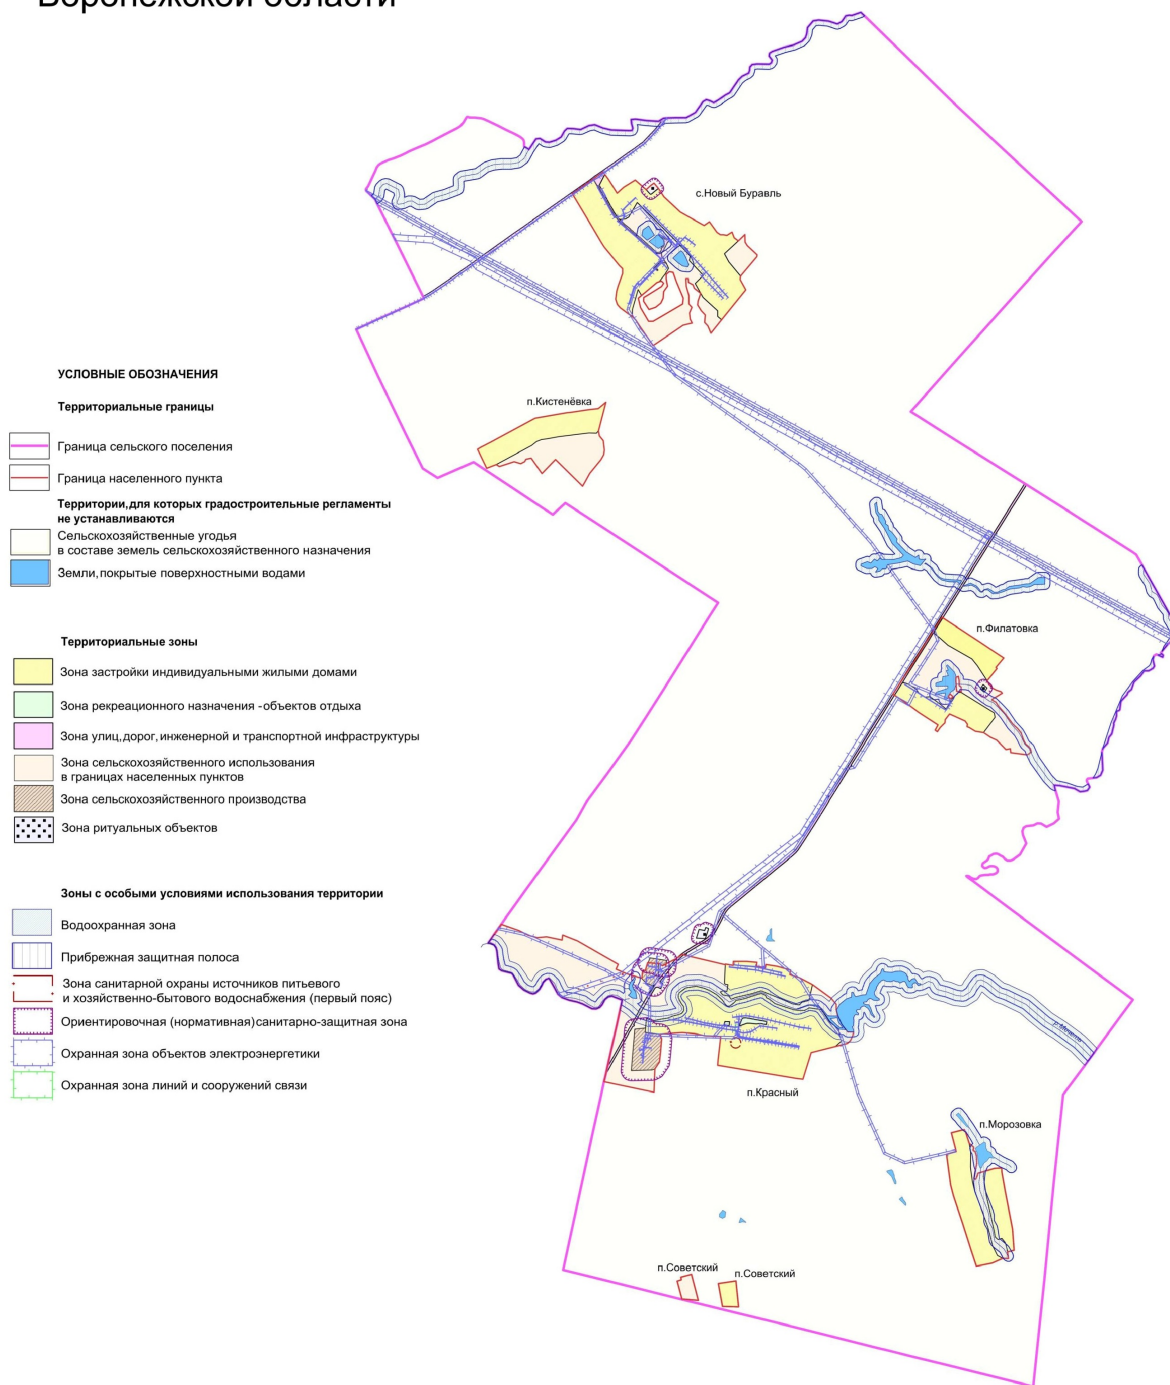 Воронежской области
с.Новый Буравль
УСЛОВНЫЕ ОБОЗНАЧЕНИЯ
п.Кистенёвка
Территориальные границы
Граница сельского поселения
Граница населенного пункта
Территории,для которых градостроительные регламенты
не устанавливаются
Сельскохозяйственные угодья
в составе земель сельскохозяйственного назначения
Земли,покрытые поверхностными водами
Территориальные зоны
п.Филатовка
Зона застройки индивидуальными жилыми домами
Зона рекреационного назначения -объектов отдыха
Зона улиц,дорог,инженерной и транспортной инфраструктуры
Зона сельскохозяйственного использования
в границах населенных пунктов
Зона сельскохозяйственного производства
Зона ритуальных объектов
Зоны с особыми условиями использования территории
Водоохранная зона
Прибрежная защитная полоса
Зона санитарной охраны источников питьевого
и хозяйственно-бытового водоснабжения (первый пояс)
Ориентировочная (нормативная)санитарно-защитная зона
Охранная зона объектов электроэнергетики
Охранная зона линий и сооружений связи
п.Красный
п.Морозовка
п.Советский
п.Советский